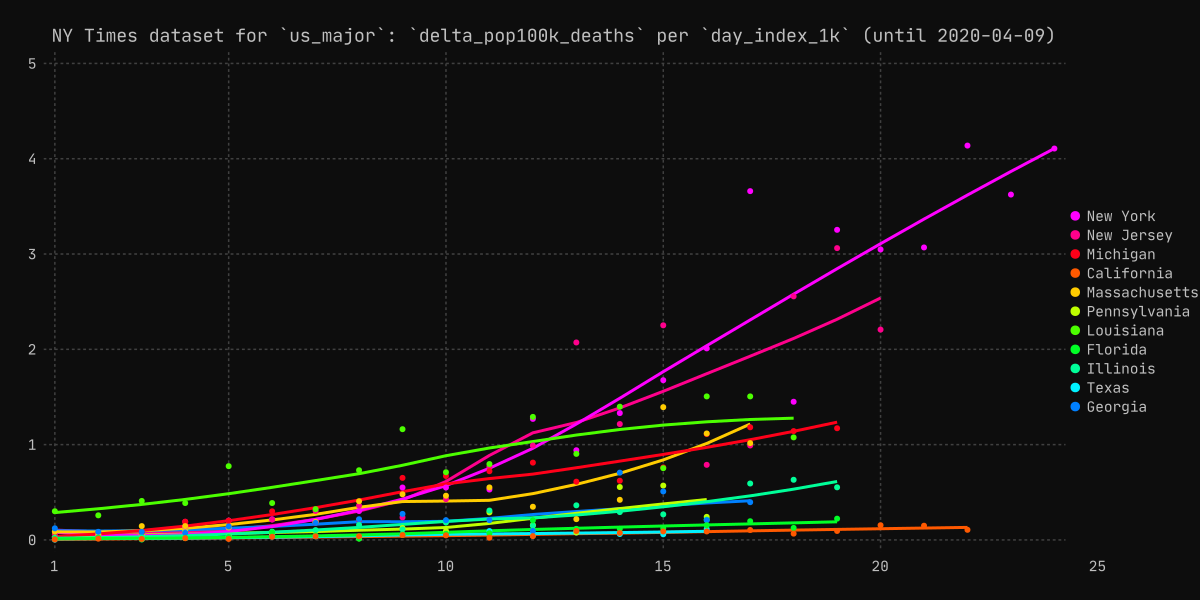 NY Times dataset for `us_major`: `delta_pop100k_deaths` per `day_index_1k` (until 2020-04-09)
5
4
3
2
1
0
New York
New Jersey
Michigan
California
Massachusetts
Pennsylvania
Louisiana
Florida
Illinois
Texas
Georgia
1 5 10 15 20 25